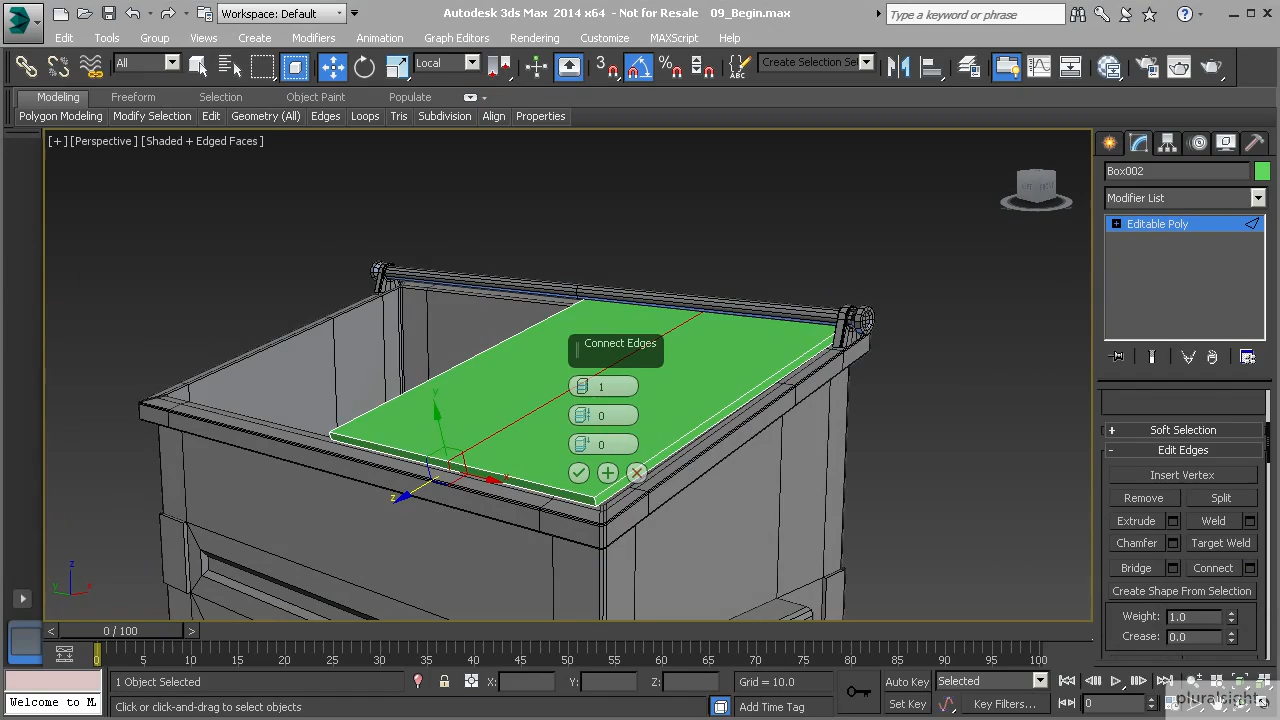 Workspace: Default
Autodesk 3ds Max 2014 x64 - Not for Resale 09_Begin.max
Type a keyword or phrase
Edit Tools Group Views Create Modifiers Animation Graph Editors Rendering Customize MAXScript Help
All Local 3 % Create Selection Se
Modeling Freeform Selection Object Paint Populate
Polygon Modeling Modify Selection Edit Geometry (All) Edges Loops Tris Subdivision Align Properties
[+] [Perspective] [Shaded + Edged Faces]
Box002
Modifier List
Editable Poly
Connect Edges
1
0
0
y
x
z
z
y x
Soft Selection
Edit Edges
Insert Vertex
Remove Split
Extrude Weld
Chamfer Target Weld
Bridge Connect
Create Shape From Selection
Weight: 1.0
Crease: 0.0
0 / 100
0 5 10 15 20 25 30 35 40 45 50 55 60 65 70 75 80 85 90 95 100
1 Object Selected X: Y: Z: Grid = 10.0 Auto Key Selected
Welcome to M Click or click-and-drag to select objects Add Time Tag Set Key Key Filters... 0
pluralsight